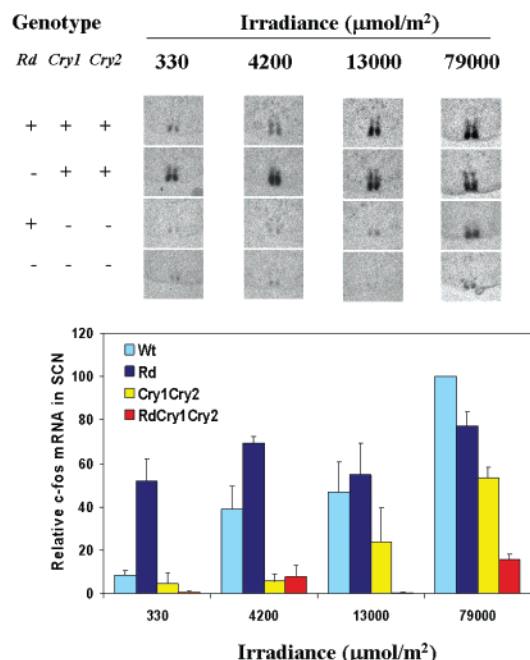 Genotype
Irradiance (μmol/m²)
Rd Cry1 Cry2
330 4200 13000 79000
+ + +
- + +
+ - -
- - -
Relative c-fos mRNA in SCN
120
100
80
60
40
20
0
Wt
Rd
Cry1Cry2
RdCry1Cry2
330 4200 13000 79000
Irradiance (μmol/m²)